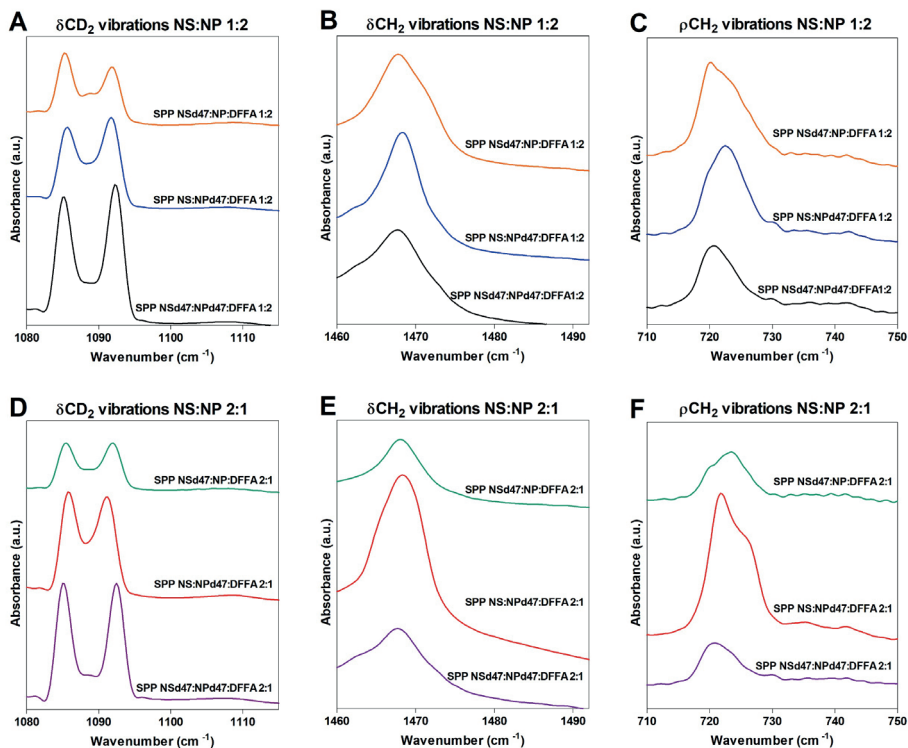 A
δCD₂ vibrations NS:NP 1:2
Absorbance (a.u.)
SPP NSd47:NP:DFFA 1:2
SPP NS:NPd47:DFFA 1:2
SPP NSd47:NPd47:DFFA 1:2
1080 1090 1100 1110
Wavenumber (cm⁻¹)
B
δCH₂ vibrations NS:NP 1:2
Absorbance (a.u.)
SPP NSd47:NP:DFFA 1:2
SPP NS:NPd47:DFFA 1:2
SPP NSd47:NPd47:DFFA1:2
1460 1470 1480 1490
Wavenumber (cm⁻¹)
C
ρCH₂ vibrations NS:NP 1:2
Absorbance (a.u.)
SPP NSd47:NP:DFFA 1:2
SPP NS:NPd47:DFFA 1:2
SPP NSd47:NPd47:DFFA 1:2
710 720 730 740 750
Wavenumber (cm⁻¹)
D
δCD₂ vibrations NS:NP 2:1
Absorbance (a.u.)
SPP NSd47:NP:DFFA 2:1
SPP NS:NPd47:DFFA 2:1
SPP NSd47:NPd47:DFFA 2:1
1080 1090 1100 1110
Wavenumber (cm⁻¹)
E
δCH₂ vibrations NS:NP 2:1
Absorbance (a.u.)
SPP NSd47:NP:DFFA 2:1
SPP NS:NPd47:DFFA 2:1
SPP NSd47:NPd47:DFFA 2:1
1460 1470 1480 1490
Wavenumber (cm⁻¹)
F
ρCH₂ vibrations NS:NP 2:1
Absorbance (a.u.)
SPP NSd47:NP:DFFA 2:1
SPP NS:NPd47:DFFA 2:1
SPP NSd47:NPd47:DFFA 2:1
710 720 730 740 750
Wavenumber (cm⁻¹)